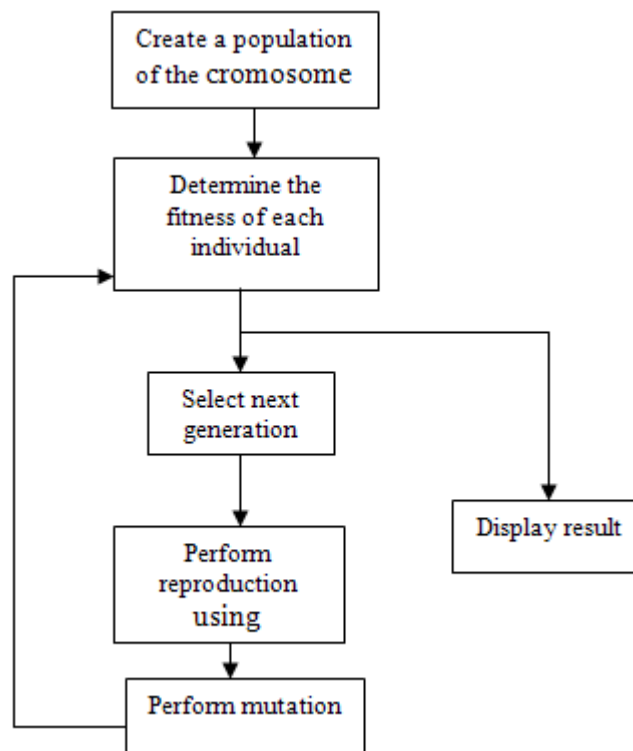 Create a population
of the cromosome
Determine the
fitness of each
individual
Select next
generation
Display result
Perform
reproduction
using
Perform mutation